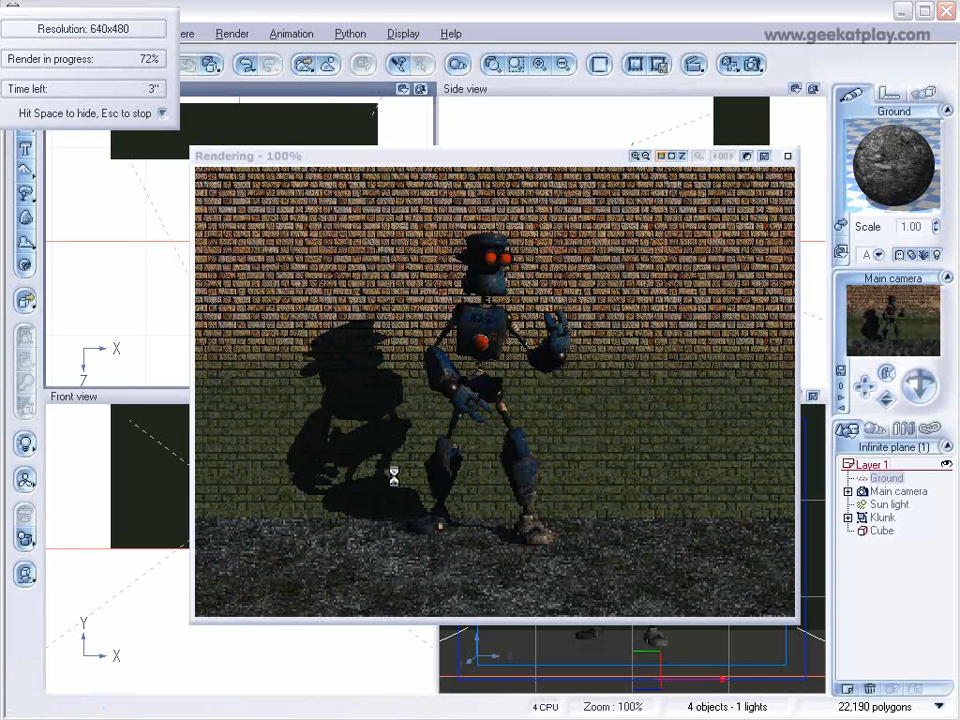 Resolution: 640x480
Render in progress: 72%
Time left: 3"
Hit Space to hide, Esc to stop
ere Render Animation Python Display Help
www.geekatplay.com
Side view
Rendering - 100%
Ground
Scale 1.00
A
Main camera
X
Z
Front view
Infinite plane (1)
Layer 1
Ground
Main camera
Sun light
Klunk
Cube
Y
X
4 CPU Zoom : 100% 4 objects - 1 lights 22,190 polygons